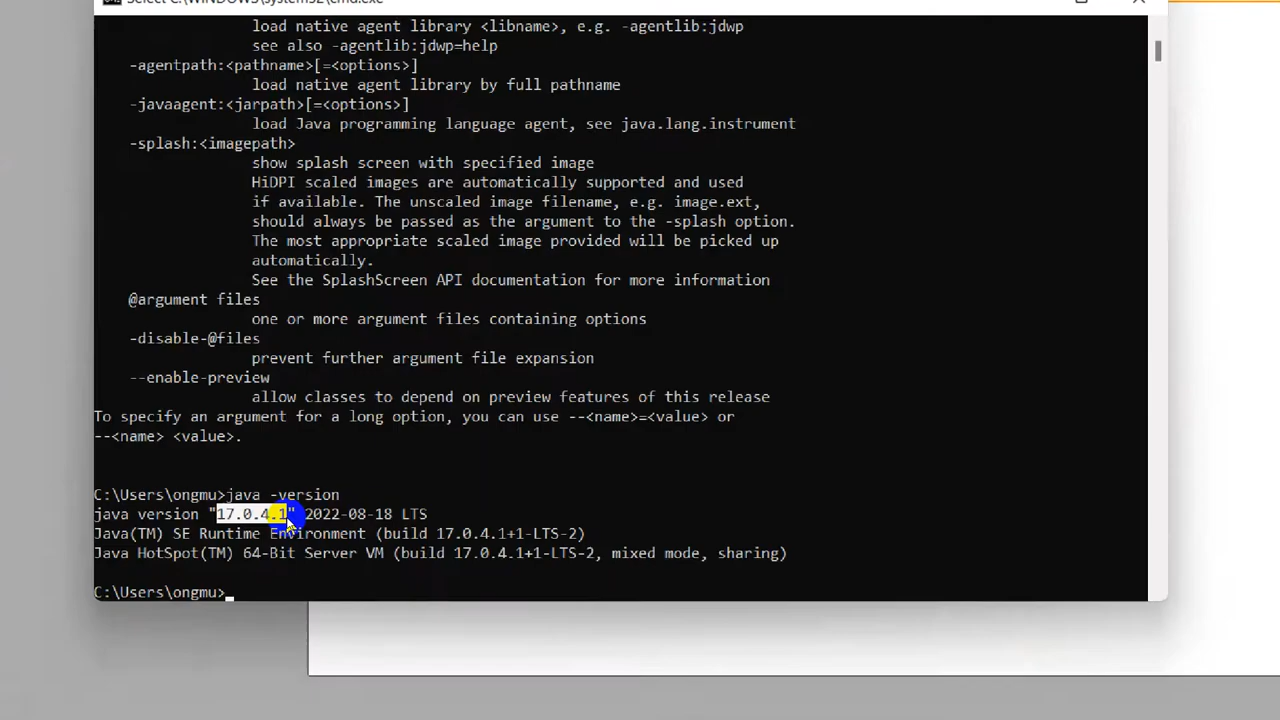 Select C:\WINDOWS\system32\cmd.exe
load native agent library <libname>, e.g. -agentlib:jdwp
see also -agentlib:jdwp=help
-agentpath:<pathname>[=<options>]
load native agent library by full pathname
-javaagent:<jarpath>[=<options>]
load Java programming language agent, see java.lang.instrument
-splash:<imagepath>
show splash screen with specified image
HiDPI scaled images are automatically supported and used
if available. The unscaled image filename, e.g. image.ext,
should always be passed as the argument to the -splash option.
The most appropriate scaled image provided will be picked up
automatically.
See the SplashScreen API documentation for more information
@argument files
one or more argument files containing options
-disable-@files
prevent further argument file expansion
--enable-preview
allow classes to depend on preview features of this release
To specify an argument for a long option, you can use --<name>=<value> or
--<name> <value>.
C:\Users\ongmu>java -version
java version "17.0.4.1" 2022-08-18 LTS
Java(TM) SE Runtime Environment (build 17.0.4.1+1-LTS-2)
Java HotSpot(TM) 64-Bit Server VM (build 17.0.4.1+1-LTS-2, mixed mode, sharing)
C:\Users\ongmu>